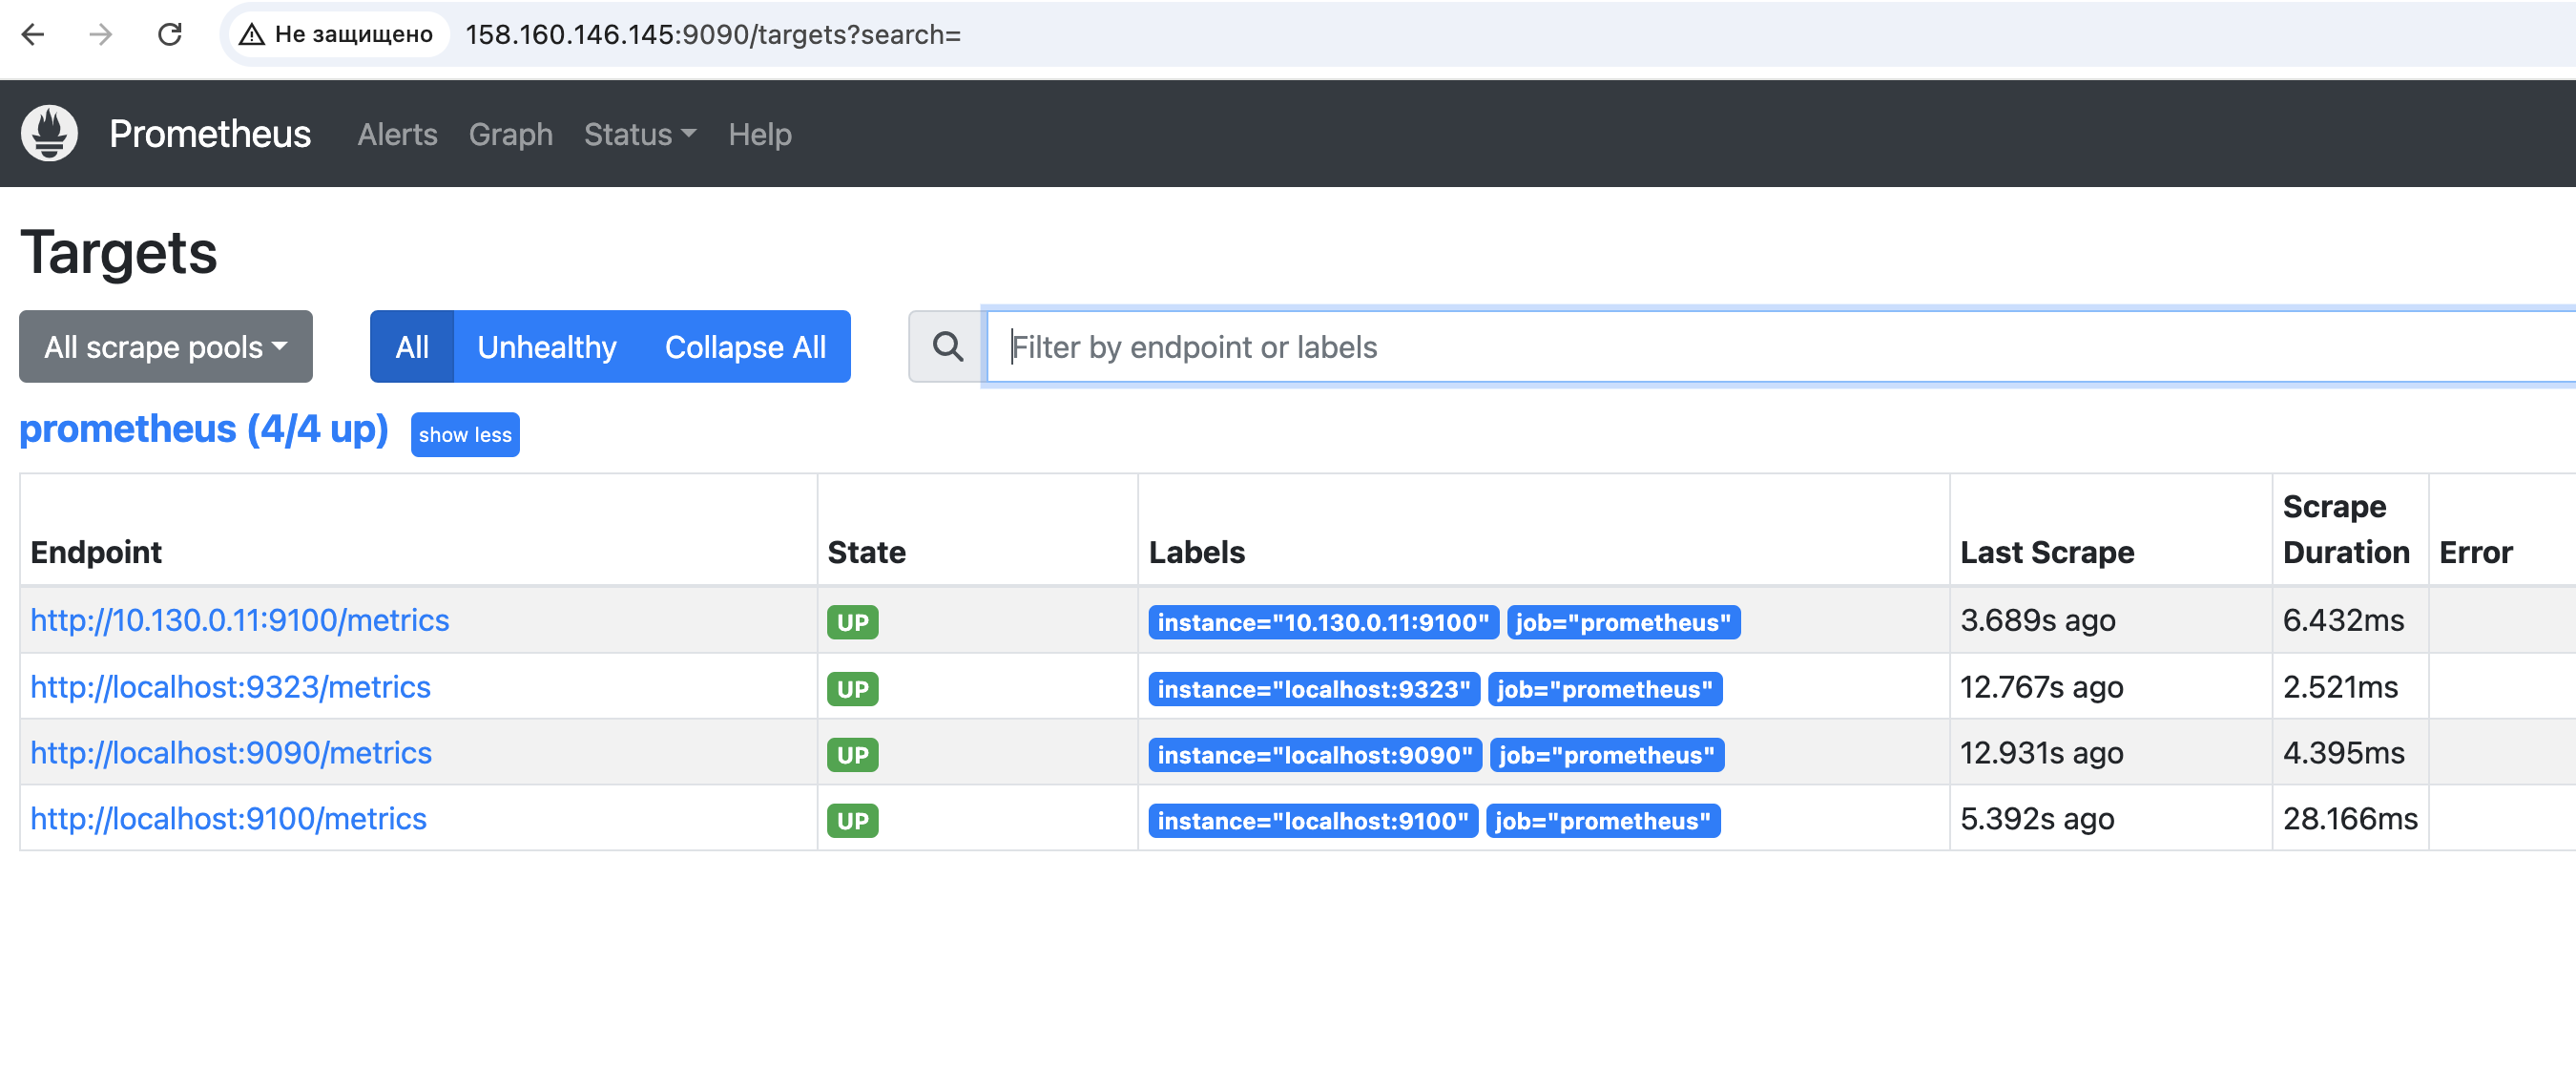 Не защищено 158.160.146.145:9090/targets?search=
Prometheus Alerts Graph Status Help
Targets
All scrape pools All Unhealthy Collapse All Filter by endpoint or labels
prometheus (4/4 up) show less
Endpoint State Labels Last Scrape Scrape Duration Error
http://10.130.0.11:9100/metrics UP instance="10.130.0.11:9100" job="prometheus" 3.689s ago 6.432ms
http://localhost:9323/metrics UP instance="localhost:9323" job="prometheus" 12.767s ago 2.521ms
http://localhost:9090/metrics UP instance="localhost:9090" job="prometheus" 12.931s ago 4.395ms
http://localhost:9100/metrics UP instance="localhost:9100" job="prometheus" 5.392s ago 28.166ms